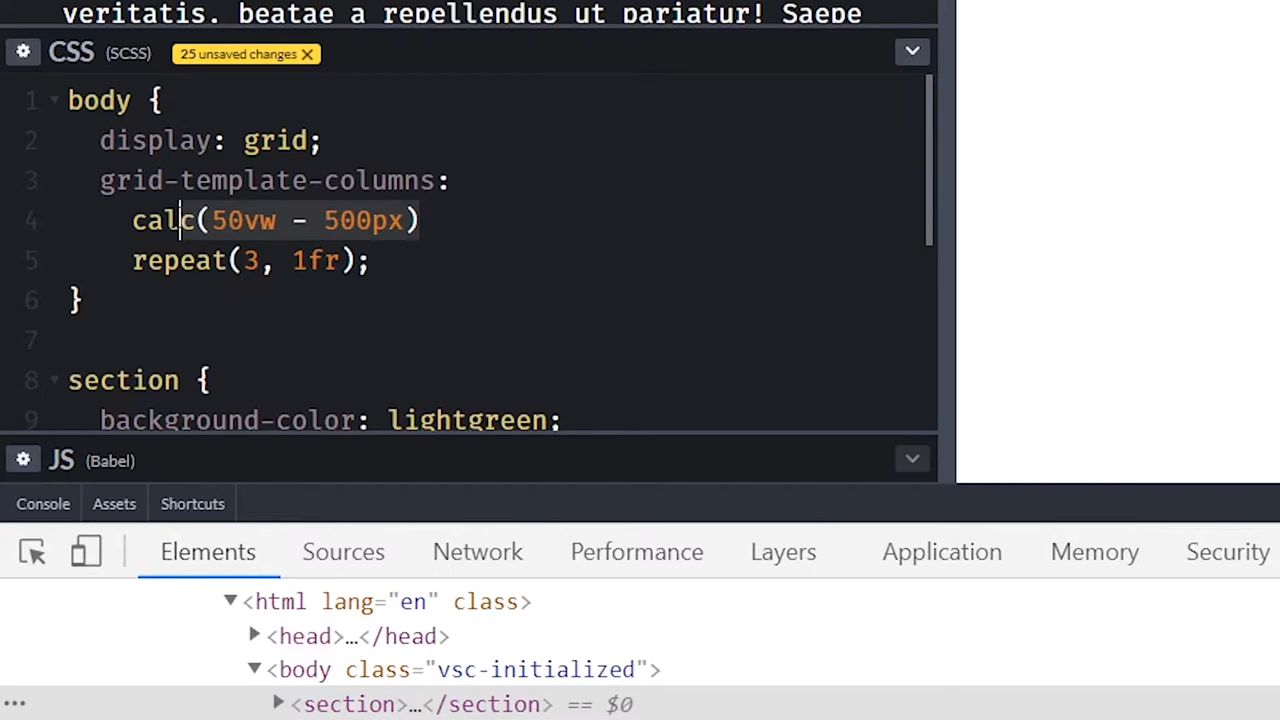 veritatis, beatae a repellendus ut pariatur! Saepe
CSS (SCSS) 25 unsaved changes X
1 body {
2 display: grid;
3 grid-template-columns:
4 calc(50vw - 500px)
5 repeat(3, 1fr);
6 }
7
8 section {
9 background-color: lightgreen;
JS (Babel)
Console Assets Shortcuts
Elements Sources Network Performance Layers Application Memory Security
<html lang="en" class>
<head>…</head>
<body class="vsc-initialized">
… <section>…</section> == $0